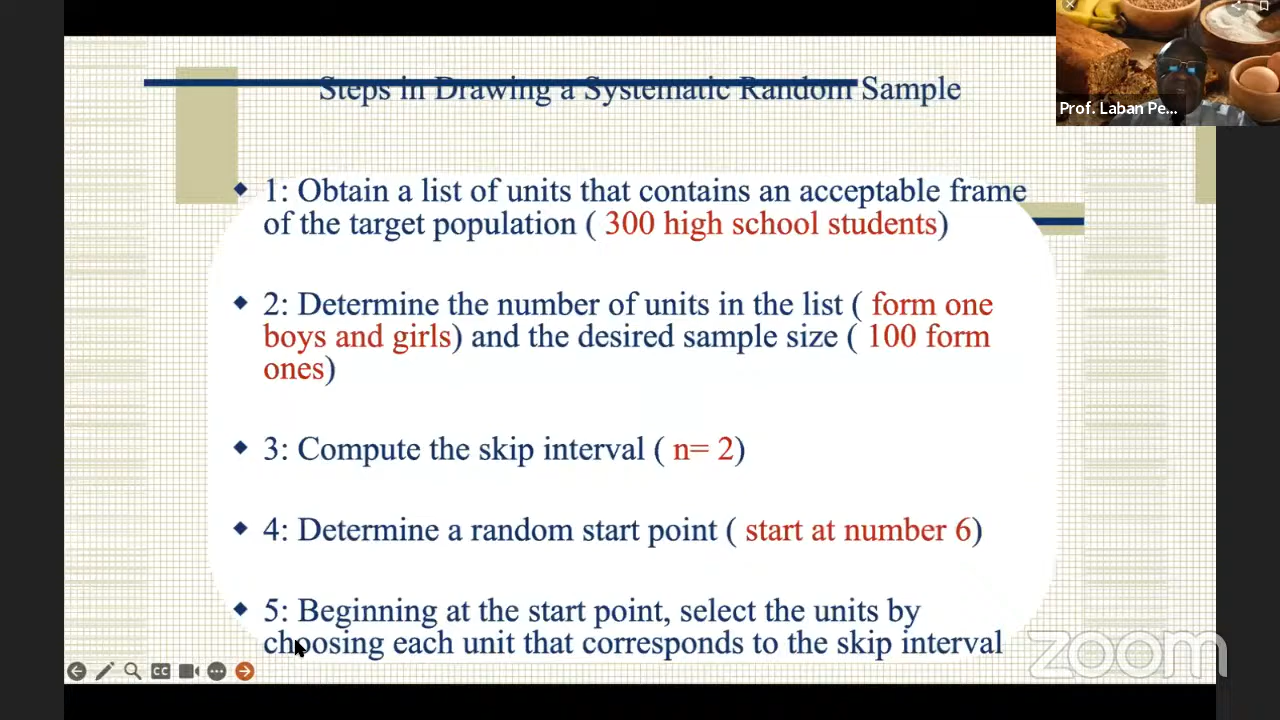 Steps in Drawing a Systematic Random Sample
1: Obtain a list of units that contains an acceptable frame
of the target population ( 300 high school students)
2: Determine the number of units in the list ( form one
boys and girls) and the desired sample size ( 100 form
ones)
3: Compute the skip interval ( n= 2)
4: Determine a random start point ( start at number 6)
5: Beginning at the start point, select the units by
choosing each unit that corresponds to the skip interval
Prof. Laban Pe...
CC
zoom